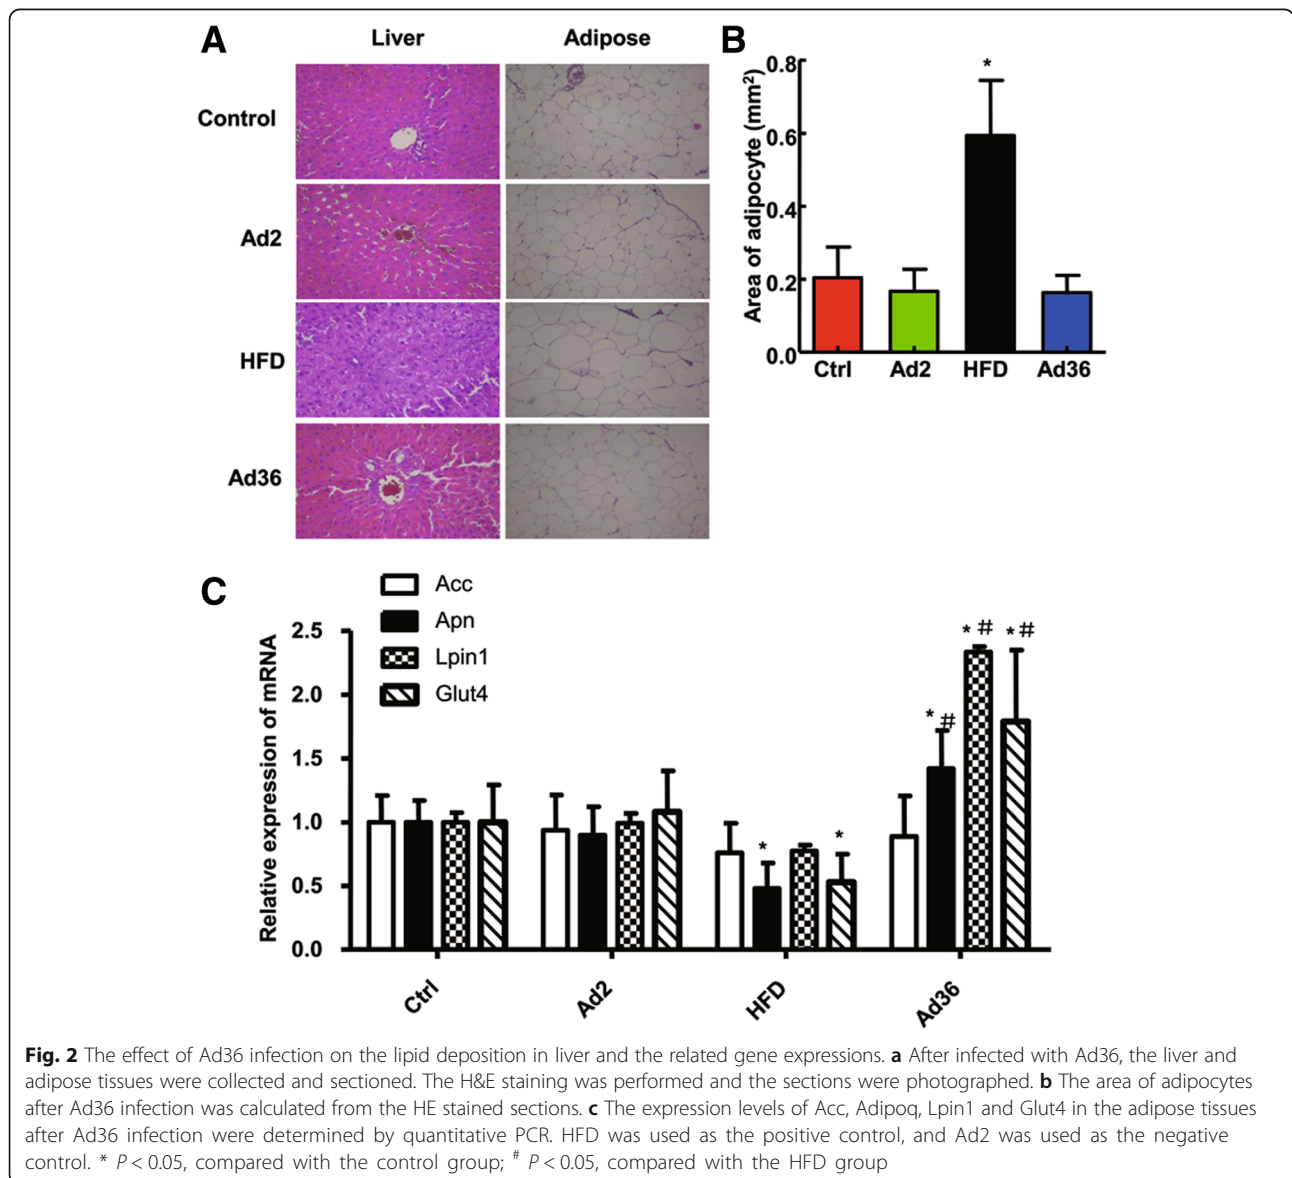 A
Liver
Adipose
Control
Ad2
HFD
Ad36
B
Area of adipocyte (mm²)
0.8
0.6
0.4
0.2
0.0
*
Ctrl
Ad2
HFD
Ad36
C
Acc
Apn
Lpin1
Glut4
Relative expression of mRNA
2.5
2.0
1.5
1.0
0.5
0.0
*
*
* #
* #
* #
Ctrl
Ad2
HFD
Ad36
Fig. 2 The effect of Ad36 infection on the lipid deposition in liver and the related gene expressions. a After infected with Ad36, the liver and
adipose tissues were collected and sectioned. The H&E staining was performed and the sections were photographed. b The area of adipocytes
after Ad36 infection was calculated from the HE stained sections. c The expression levels of Acc, Adipoq, Lpin1 and Glut4 in the adipose tissues
after Ad36 infection were determined by quantitative PCR. HFD was used as the positive control, and Ad2 was used as the negative
control. * P < 0.05, compared with the control group; # P < 0.05, compared with the HFD group